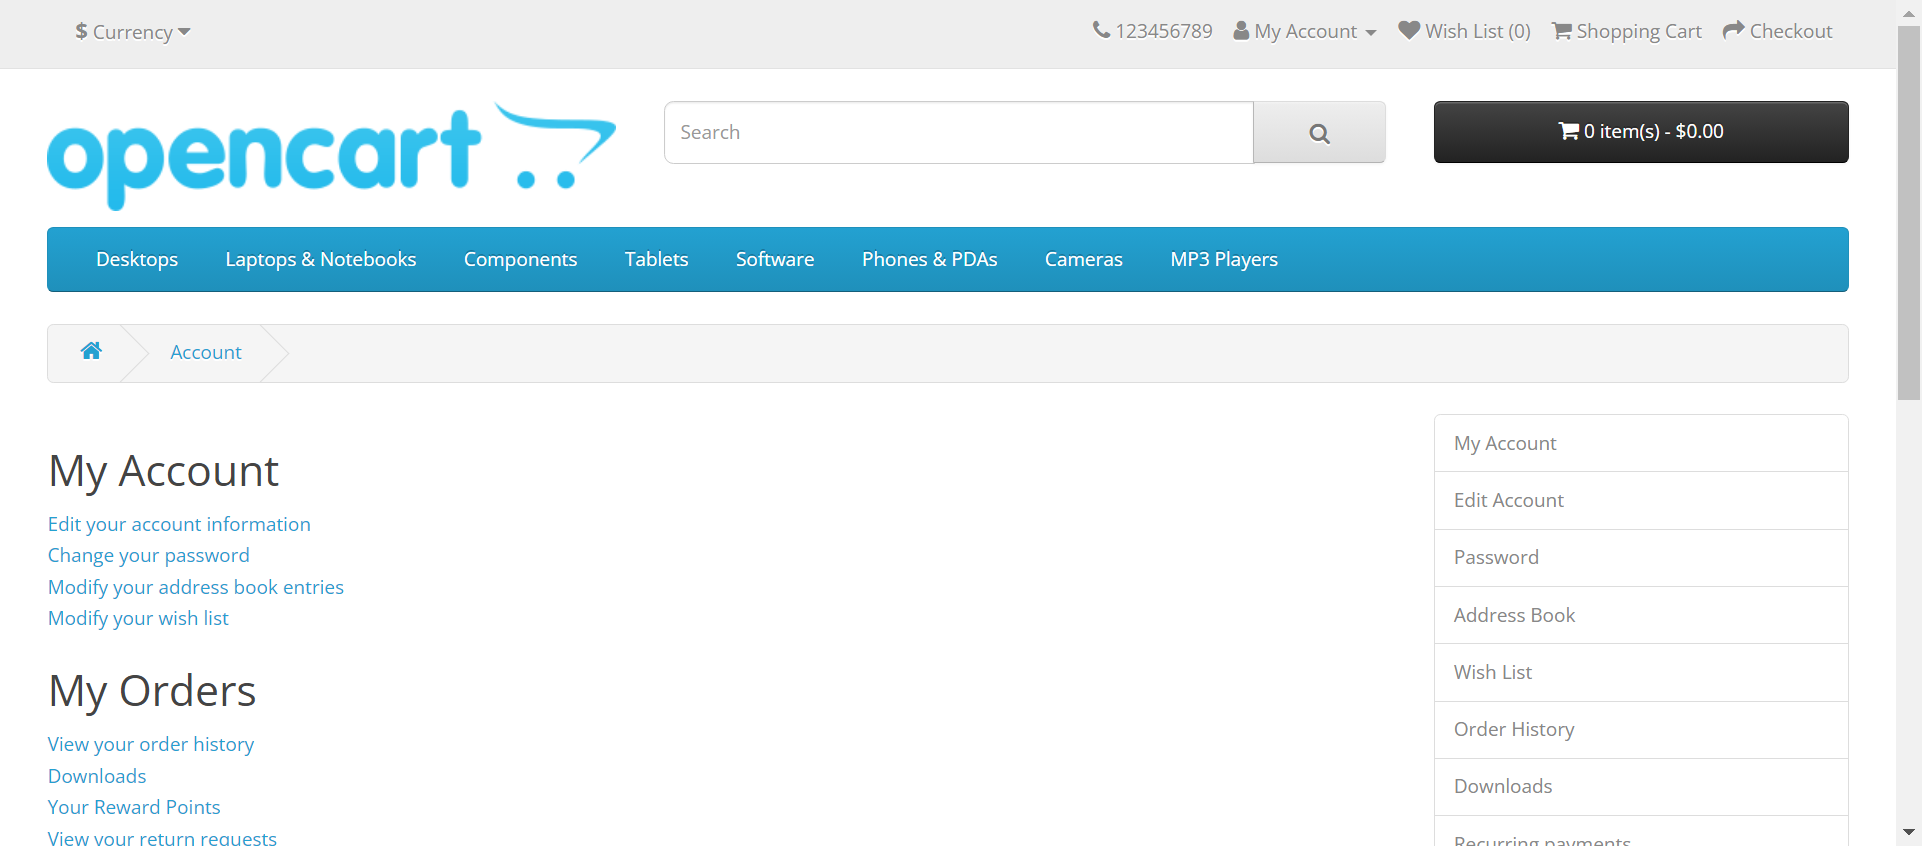 $ Currency
123456789 My Account Wish List (0) Shopping Cart Checkout
opencart
Search
0 item(s) - $0.00
Desktops Laptops & Notebooks Components Tablets Software Phones & PDAs Cameras MP3 Players
Account
My Account
Edit your account information
Change your password
Modify your address book entries
Modify your wish list
My Orders
View your order history
Downloads
Your Reward Points
View your return requests
My Account
Edit Account
Password
Address Book
Wish List
Order History
Downloads
Recurring payments